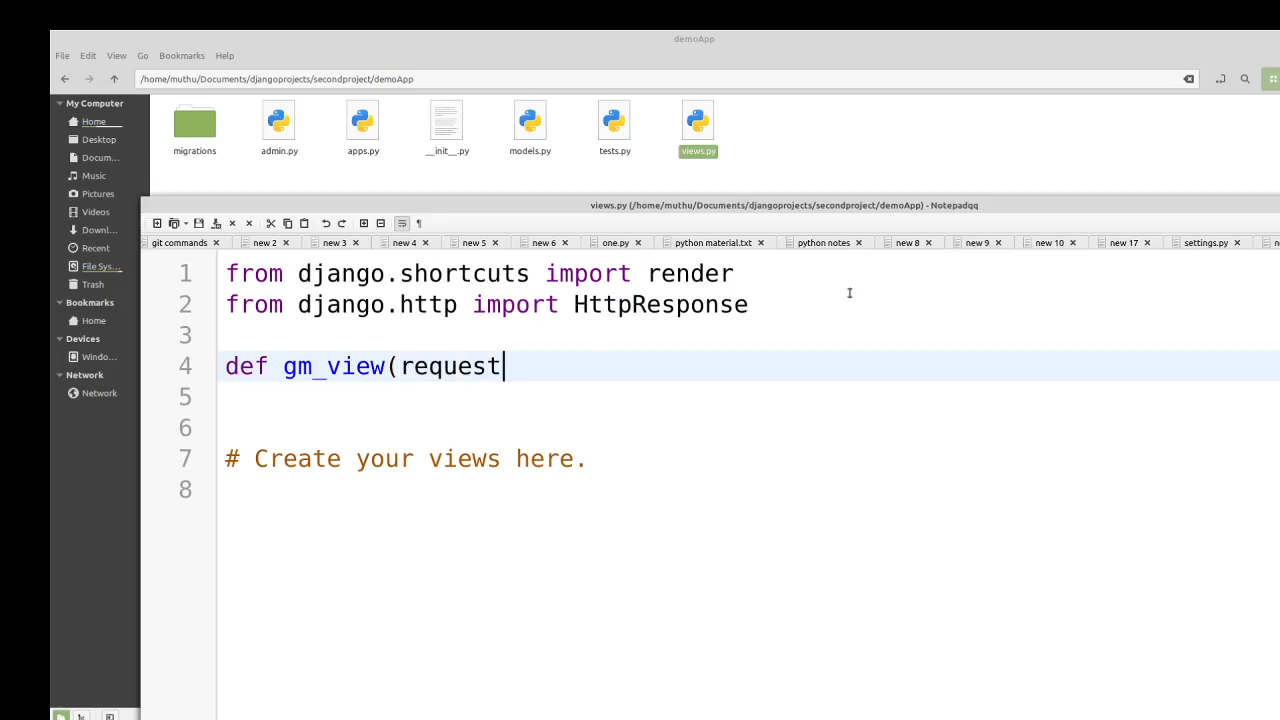 demoApp
File Edit View Go Bookmarks Help
/home/muthu/Documents/djangoprojects/secondproject/demoApp
My Computer
Home
Desktop
Docum...
Music
Pictures
Videos
Downl...
Recent
File Sys...
Trash
Bookmarks
Home
Devices
Windo...
Network
Network
migrations admin.py apps.py __init__.py models.py tests.py views.py
views.py (/home/muthu/Documents/djangoprojects/secondproject/demoApp) - Notepadqq
git commands new 2 new 3 new 4 new 5 new 6 one.py python material.txt python notes new 8 new 9 new 10 new 17 settings.py
1 from django.shortcuts import render
2 from django.http import HttpResponse
3
4 def gm_view(request
5
6
7 # Create your views here.
8